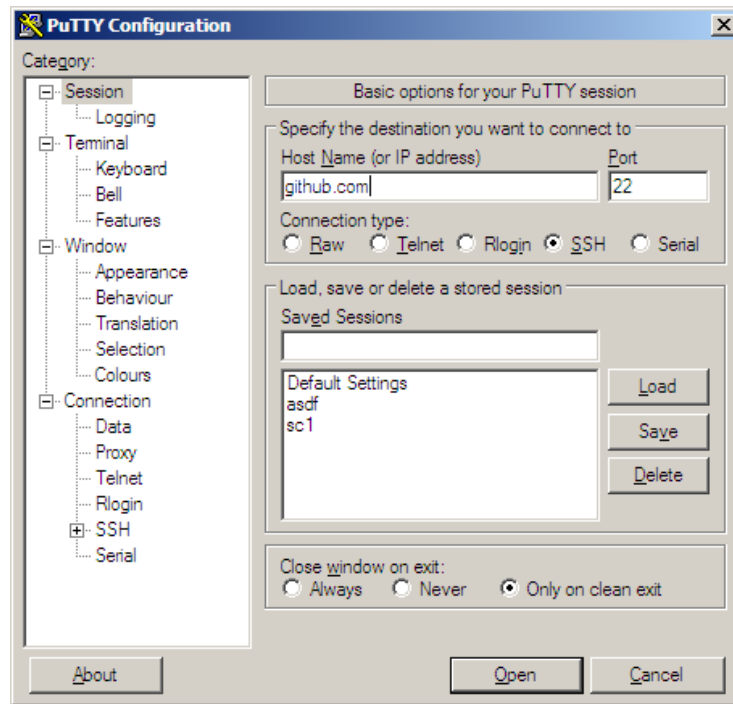 PuTTY Configuration
Category:
Session
Logging
Terminal
Keyboard
Bell
Features
Window
Appearance
Behaviour
Translation
Selection
Colours
Connection
Data
Proxy
Telnet
Rlogin
SSH
Serial
Basic options for your PuTTY session
Specify the destination you want to connect to
Host Name (or IP address) Port
github.com 22
Connection type:
Raw Telnet Rlogin SSH Serial
Load, save or delete a stored session
Saved Sessions
Default Settings
asdf
sc1
Load
Save
Delete
Close window on exit:
Always Never Only on clean exit
About Open Cancel